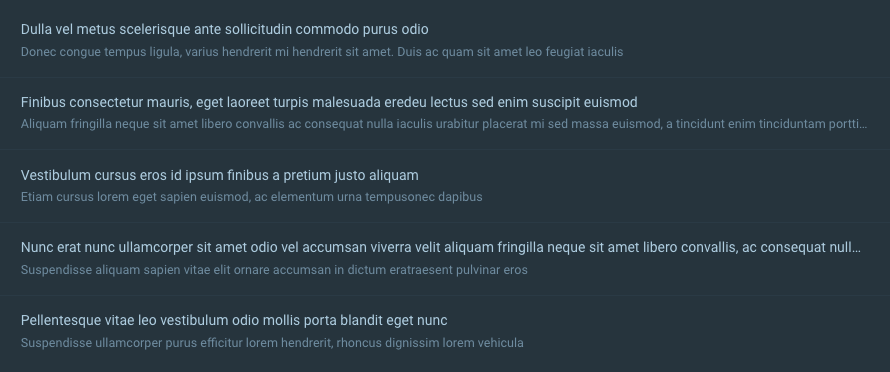 Dulla vel metus scelerisque ante sollicitudin commodo purus odio
Donec congue tempus ligula, varius hendrerit mi hendrerit sit amet. Duis ac quam sit amet leo feugiat iaculis
Finibus consectetur mauris, eget laoreet turpis malesuada eredeu lectus sed enim suscipit euismod
Aliquam fringilla neque sit amet libero convallis ac consequat nulla iaculis urabitur placerat mi sed massa euismod, a tincidunt enim tinciduntam portti…
Vestibulum cursus eros id ipsum finibus a pretium justo aliquam
Etiam cursus lorem eget sapien euismod, ac elementum urna tempusonec dapibus
Nunc erat nunc ullamcorper sit amet odio vel accumsan viverra velit aliquam fringilla neque sit amet libero convallis, ac consequat null…
Suspendisse aliquam sapien vitae elit ornare accumsan in dictum eratraesent pulvinar eros
Pellentesque vitae leo vestibulum odio mollis porta blandit eget nunc
Suspendisse ullamcorper purus efficitur lorem hendrerit, rhoncus dignissim lorem vehicula